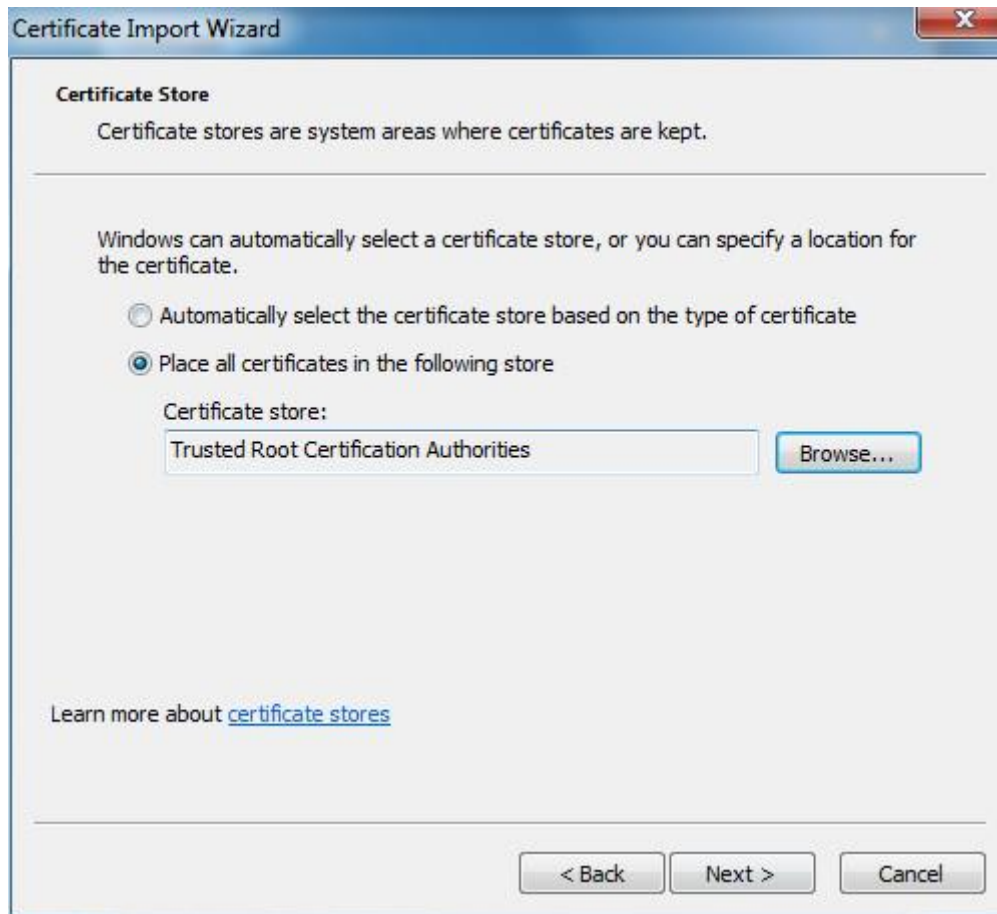 Certificate Import Wizard
Certificate Store
Certificate stores are system areas where certificates are kept.
Windows can automatically select a certificate store, or you can specify a location for
the certificate.
Automatically select the certificate store based on the type of certificate
Place all certificates in the following store
Certificate store:
Trusted Root Certification Authorities
Browse...
Learn more about certificate stores
< Back
Next >
Cancel